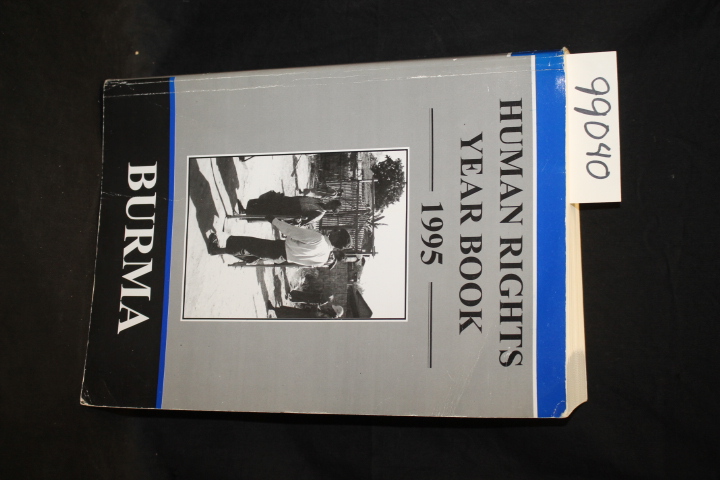 HUMAN RIGHTS
YEAR BOOK
1995
BURMA
99040